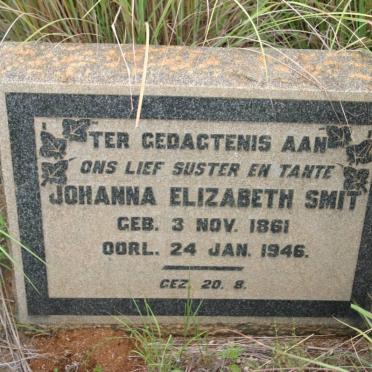 TER GEDAGTENIS AAN
ONS LIEF SUSTER EN TANTE
JOHANNA ELIZABETH SMIT
GEB. 3 NOV. 1861
OORL. 24 JAN. 1946.
GEZ. 20. 8.